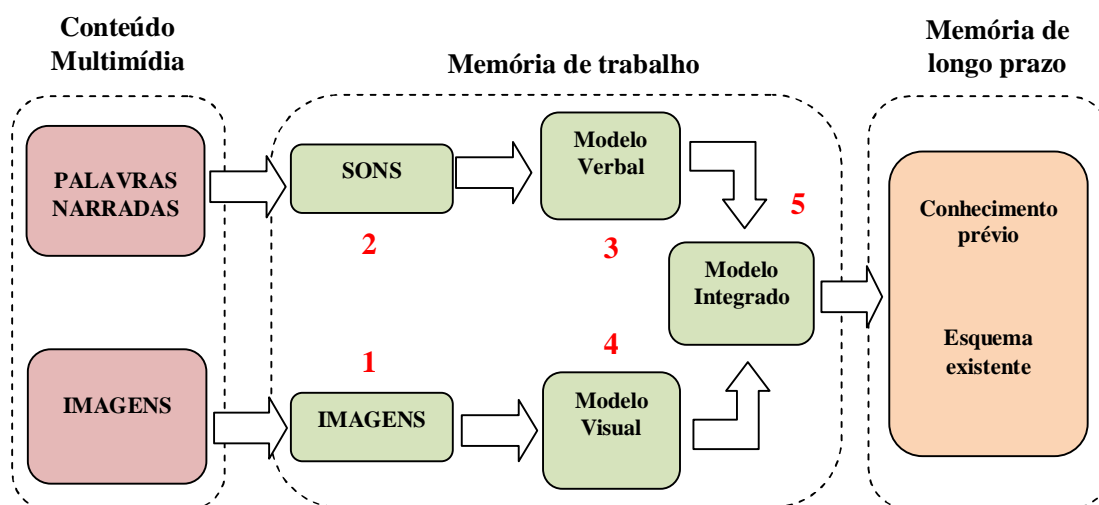 Conteúdo
Multimídia
Memória de trabalho
Memória de
longo prazo
PALAVRAS
NARRADAS
SONS
Modelo
Verbal
2
3
5
Modelo
Integrado
Conhecimento
prévio
Esquema
existente
1
4
IMAGENS
IMAGENS
Modelo
Visual